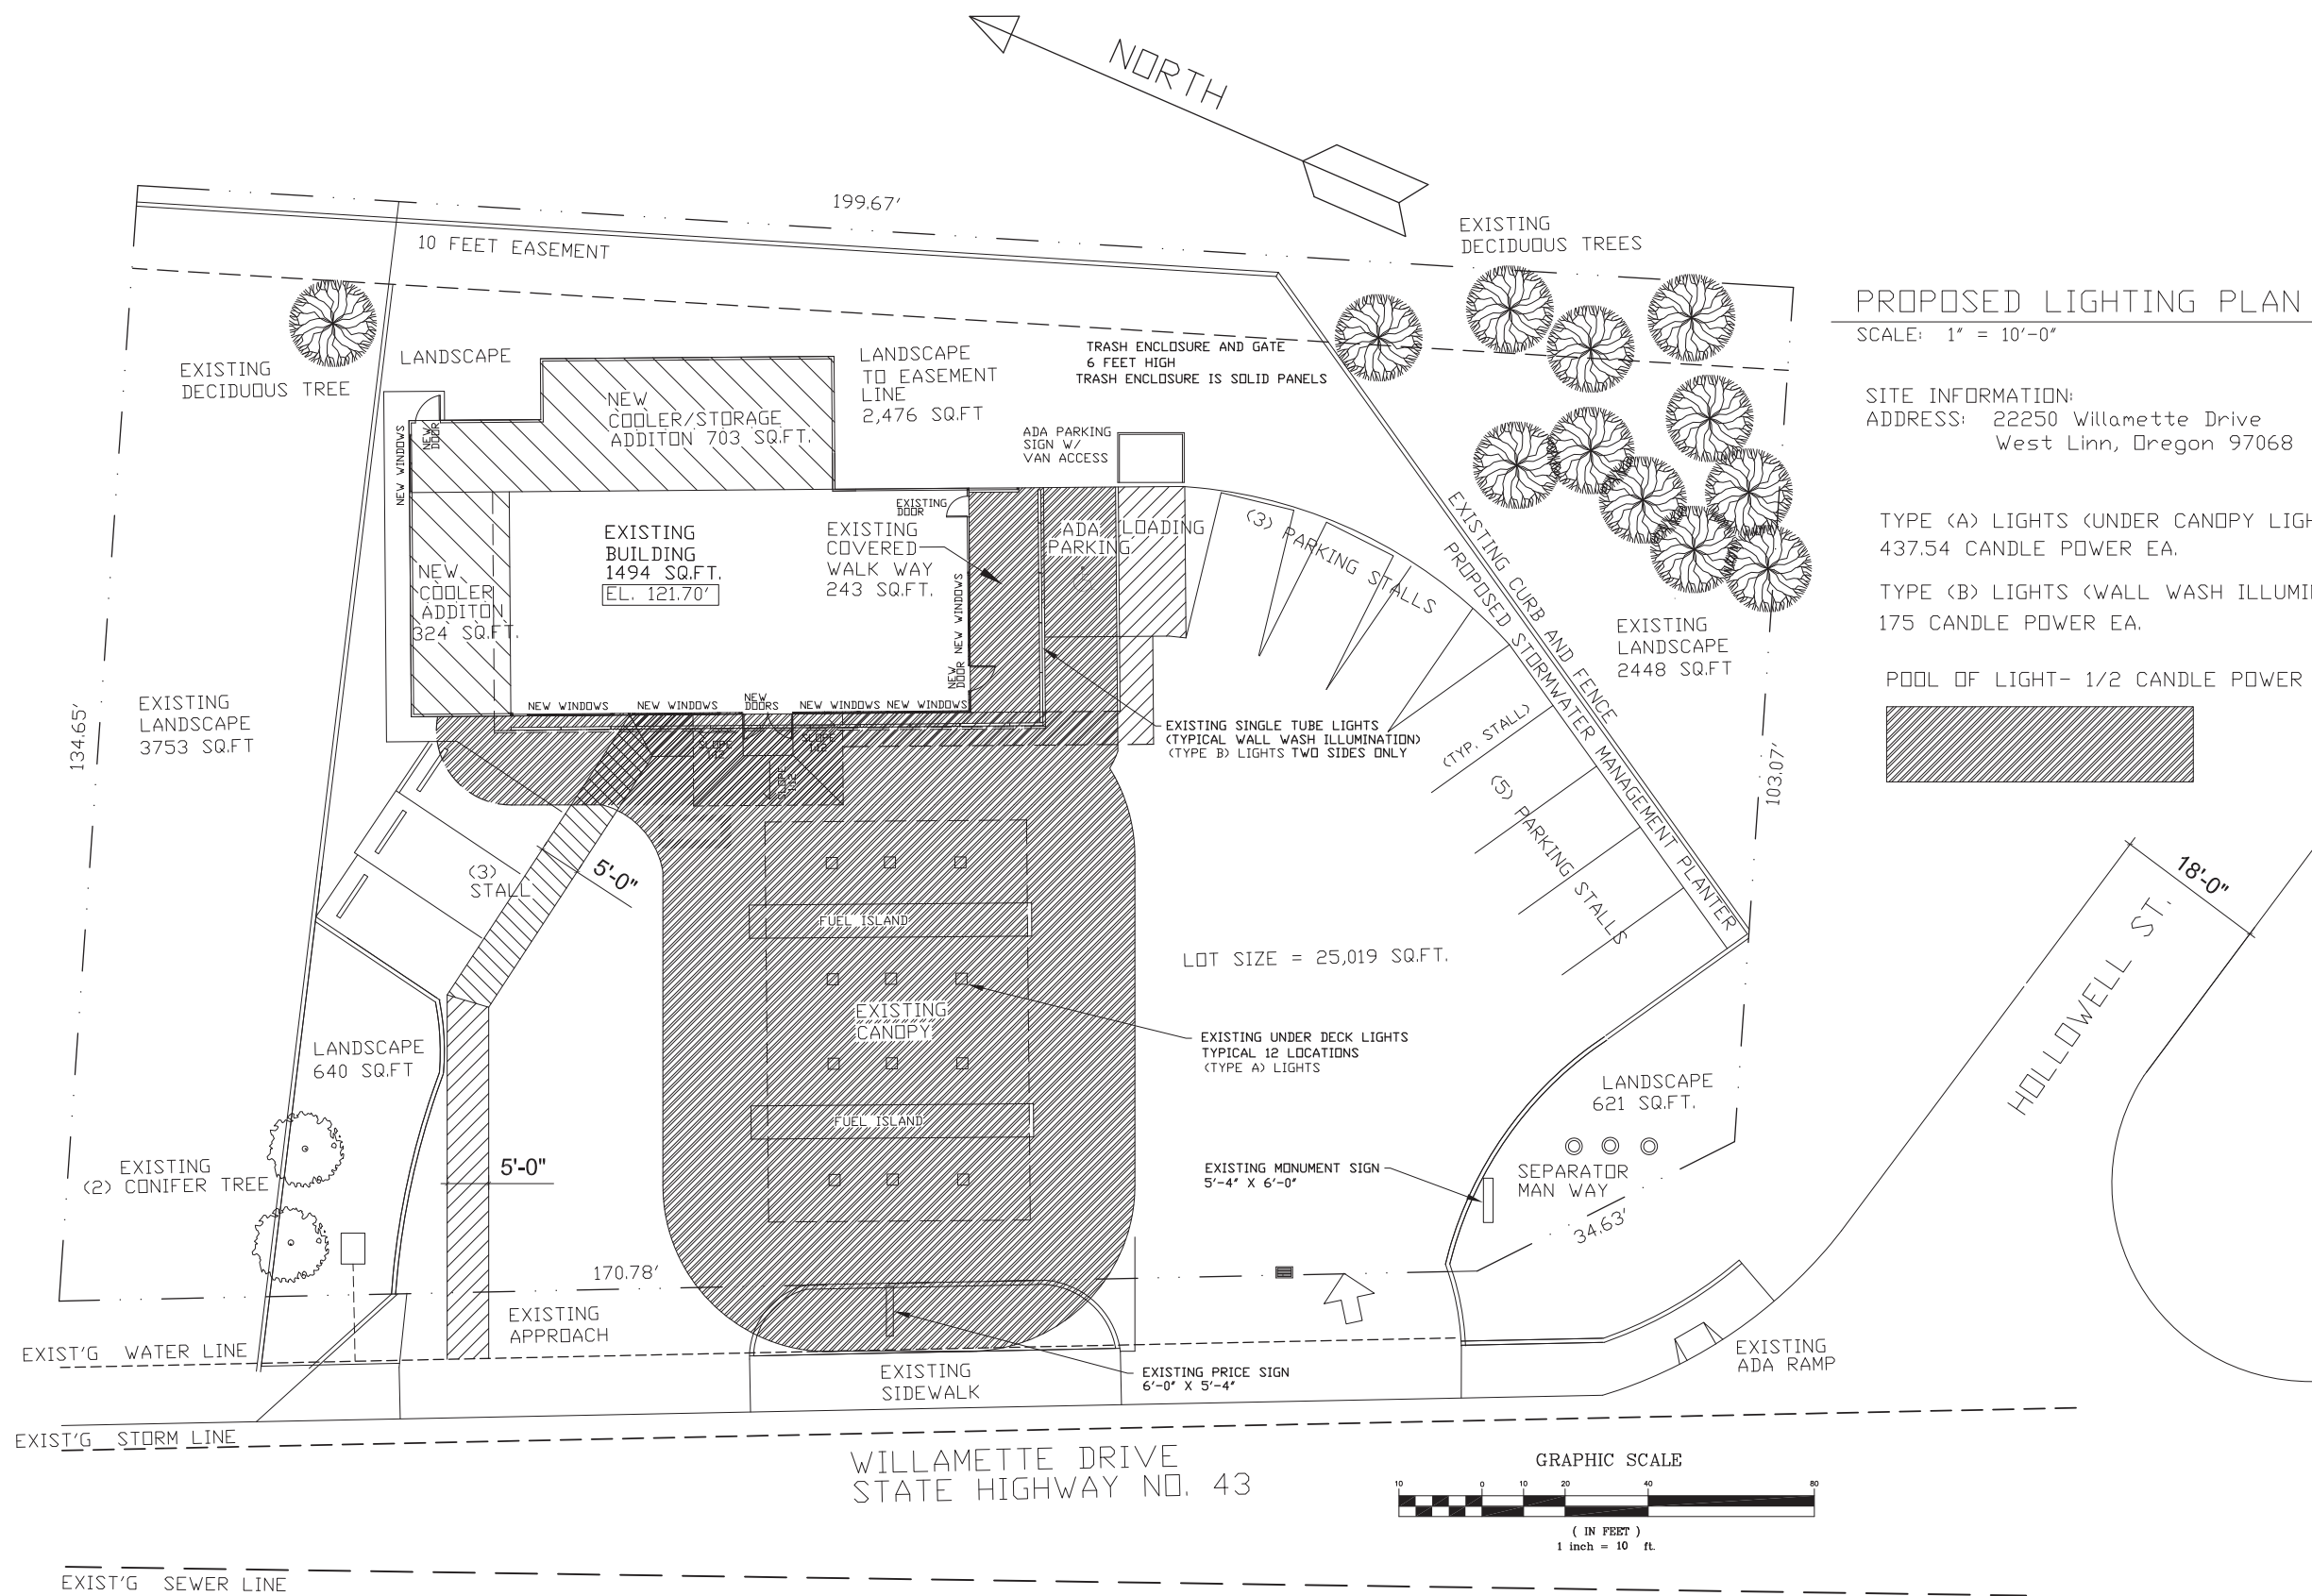 NORTH
199.67'
10 FEET EASEMENT
EXISTING
DECIDUOUS TREES
PROPOSED LIGHTING PLAN
SCALE: 1" = 10'-0"
SITE INFORMATION:
ADDRESS: 22250 Willamette Drive
West Linn, Oregon 97068
TYPE (A) LIGHTS (UNDER CANOPY
437.54 CANDLE POWER EA.
TYPE (B) LIGHTS (WALL WASH
175 CANDLE POWER EA.
POOL OF LIGHT- 1/2 CANDLE POWER
EXISTING
DECIDUOUS TREE
LANDSCAPE
NEW
COOLER/STORAGE
ADDITON 703 SQ.FT.
LANDSCAPE
TO EASEMENT
LINE
2,476 SQ.FT
TRASH ENCLOSURE AND GATE
6 FEET HIGH
TRASH ENCLOSURE IS SOLID PANELS
ADA PARKING
SIGN W/
VAN ACCESS
NEW WINDOWS
NEW
DOOR
EXISTING
DOOR
EXISTING
BUILDING
1494 SQ.FT.
EL. 121.70'
EXISTING
COVERED
WALK WAY
243 SQ.FT.
ADA
PARKING
LOADING
(3) PARKING STALLS
EXISTING CURB AND FENCE
PROPOSED STORMWATER MANAGEMENT PLANTER
NEW
COOLER
ADDITON
324 SQ.FT.
NEW WINDOWS
NEW
DOOR
EXISTING
LANDSCAPE
2448 SQ.FT
134.65'
EXISTING
LANDSCAPE
3753 SQ.FT
NEW WINDOWS
NEW WINDOWS
NEW
DOORS
NEW WINDOWS
NEW WINDOWS
SLOPE
1:12
SLOPE
1:12
SLOPE
1:12
EXISTING SINGLE TUBE LIGHTS
(TYPICAL WALL WASH ILLUMINATION)
(TYPE B) LIGHTS TWO SIDES ONLY
(TYP. STALL)
(5) PARKING STALLS
103.07'
(3)
STALL
5'-0"
FUEL ISLAND
LOT SIZE = 25,019 SQ.FT.
18'-0"
HOLLOWELL ST.
EXISTING
CANOPY
EXISTING UNDER DECK LIGHTS
TYPICAL 12 LOCATIONS
(TYPE A) LIGHTS
LANDSCAPE
640 SQ.FT
LANDSCAPE
621 SQ.FT.
FUEL ISLAND
EXISTING
(2) CONIFER TREE
5'-0"
EXISTING MONUMENT SIGN
5'-4" X 6'-0"
SEPARATOR
MAN WAY
34.63'
170.78'
EXISTING
APPROACH
EXIST'G WATER LINE
EXISTING
SIDEWALK
EXISTING PRICE SIGN
6'-0" X 5'-4"
EXISTING
ADA RAMP
EXIST'G STORM LINE
WILLAMETTE DRIVE
STATE HIGHWAY NO. 43
GRAPHIC SCALE
10 0 10 20 40 80
( IN FEET )
1 inch = 10 ft.
EXIST'G SEWER LINE